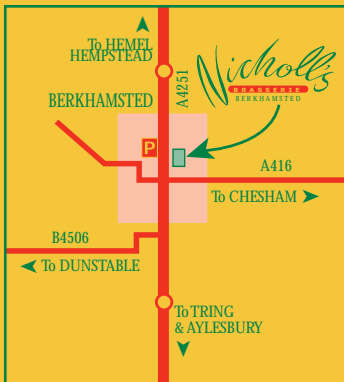 To HEMEL
HEMPSTEAD
Nicholl's
BRASSERIE
BERKHAMSTED
A4251
BERKHAMSTED
P
A416
To CHESHAM
B4506
To DUNSTABLE
To TRING
& AYLESBURY